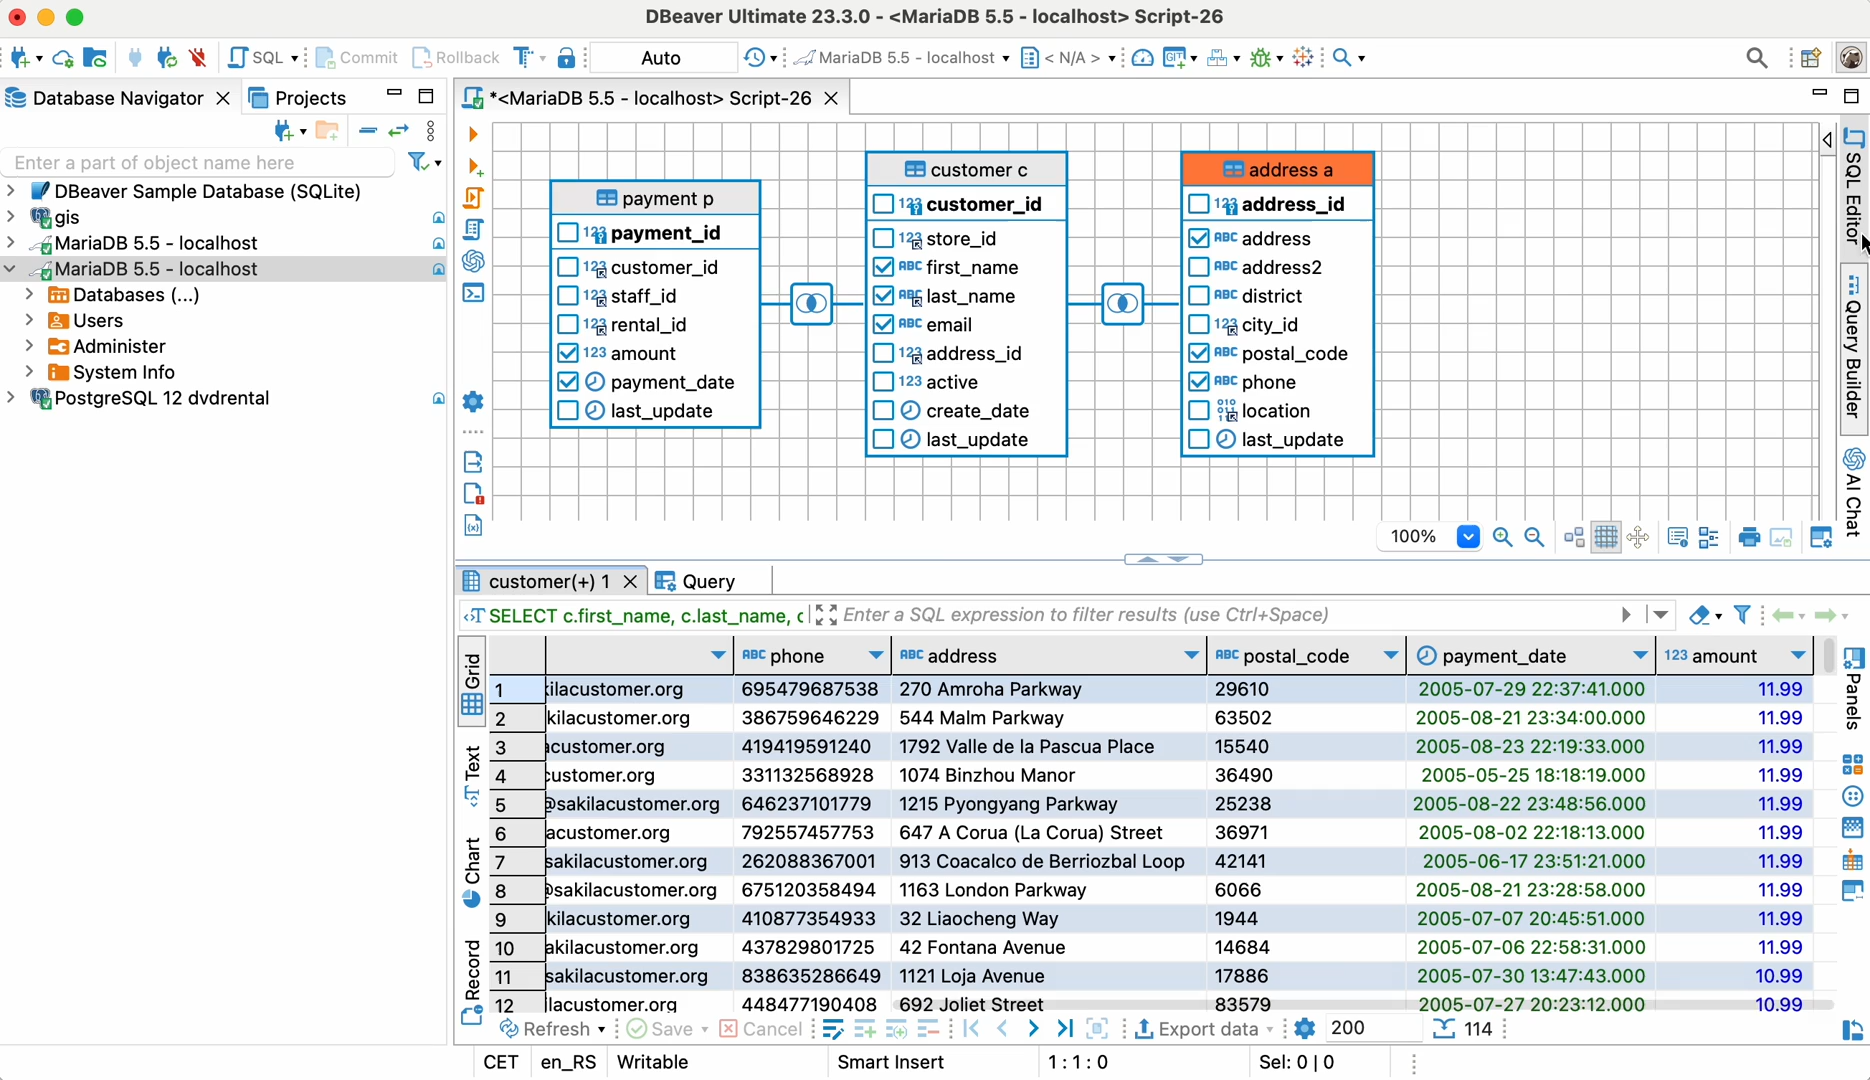 DBeaver Ultimate 23.3.0 - <MariaDB 5.5 - localhost> Script-26
SQL
Commit
Rollback
Auto
MariaDB 5.5 - localhost
< N/A >
Database Navigator
Projects
Enter a part of object name here
DBeaver Sample Database (SQLite)
gis
MariaDB 5.5 - localhost
MariaDB 5.5 - localhost
Databases (...)
Users
Administer
System Info
PostgreSQL 12 dvdrental
*<MariaDB 5.5 - localhost> Script-26
payment p
payment_id
customer_id
staff_id
rental_id
amount
payment_date
last_update
customer c
customer_id
store_id
first_name
last_name
email
address_id
active
create_date
last_update
address a
address_id
address
address2
district
city_id
postal_code
phone
location
last_update
SQL Editor
Query Builder
AI Chat
100%
customer(+) 1
Query
SELECT c.first_name, c.last_name, c
Enter a SQL expression to filter results (use Ctrl+Space)
Grid
Text
Chart
Record
Panels
ABC phone ABC address ABC postal_code payment_date 123 amount
1 ilacustomer.org 695479687538 270 Amroha Parkway 29610 2005-07-29 22:37:41.000 11.99
2 kilacustomer.org 386759646229 544 Malm Parkway 63502 2005-08-21 23:34:00.000 11.99
3 acustomer.org 419419591240 1792 Valle de la Pascua Place 15540 2005-08-23 22:19:33.000 11.99
4 customer.org 331132568928 1074 Binzhou Manor 36490 2005-05-25 18:18:19.000 11.99
5 @sakilacustomer.org 646237101779 1215 Pyongyang Parkway 25238 2005-08-22 23:48:56.000 11.99
6 acustomer.org 792557457753 647 A Corua (La Corua) Street 36971 2005-08-02 22:18:13.000 11.99
7 sakilacustomer.org 262088367001 913 Coacalco de Berriozbal Loop 42141 2005-06-17 23:51:21.000 11.99
8 @sakilacustomer.org 675120358494 1163 London Parkway 6066 2005-08-21 23:28:58.000 11.99
9 kilacustomer.org 410877354933 32 Liaocheng Way 1944 2005-07-07 20:45:51.000 11.99
10 akilacustomer.org 437829801725 42 Fontana Avenue 14684 2005-07-06 22:58:31.000 11.99
11 sakilacustomer.org 838635286649 1121 Loja Avenue 17886 2005-07-30 13:47:43.000 10.99
12 lacustomer.org 448477190408 692 Joliet Street 83579 2005-07-27 20:23:12.000 10.99
Refresh
Save
Cancel
Export data
200
114
CET
en_RS
Writable
Smart Insert
1 : 1 : 0
Sel: 0 | 0